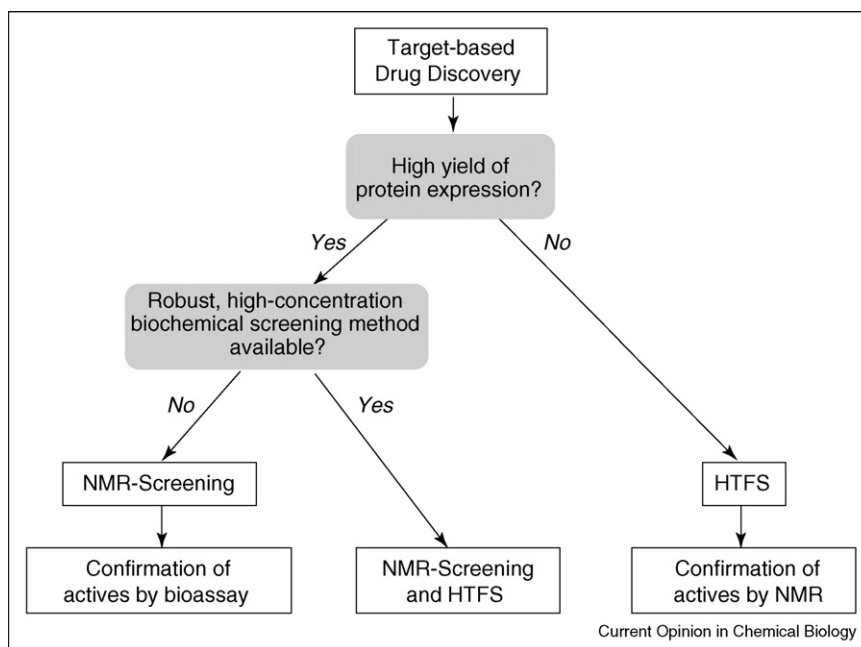 Target-based
Drug Discovery
High yield of
protein expression?
Yes
No
Robust, high-concentration
biochemical screening method
available?
No
Yes
NMR-Screening
HTFS
Confirmation of
actives by bioassay
NMR-Screening
and HTFS
Confirmation of
actives by NMR
Current Opinion in Chemical Biology